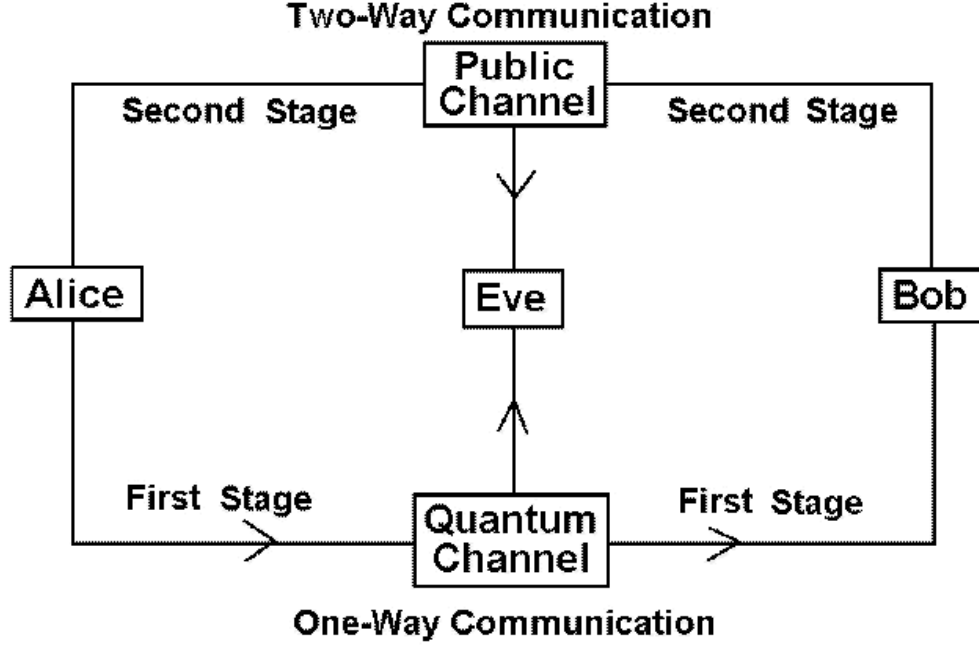 Two-Way Communication
Public
Channel
Second Stage
Second Stage
Alice
Eve
Bob
First Stage
First Stage
Quantum
Channel
One-Way Communication